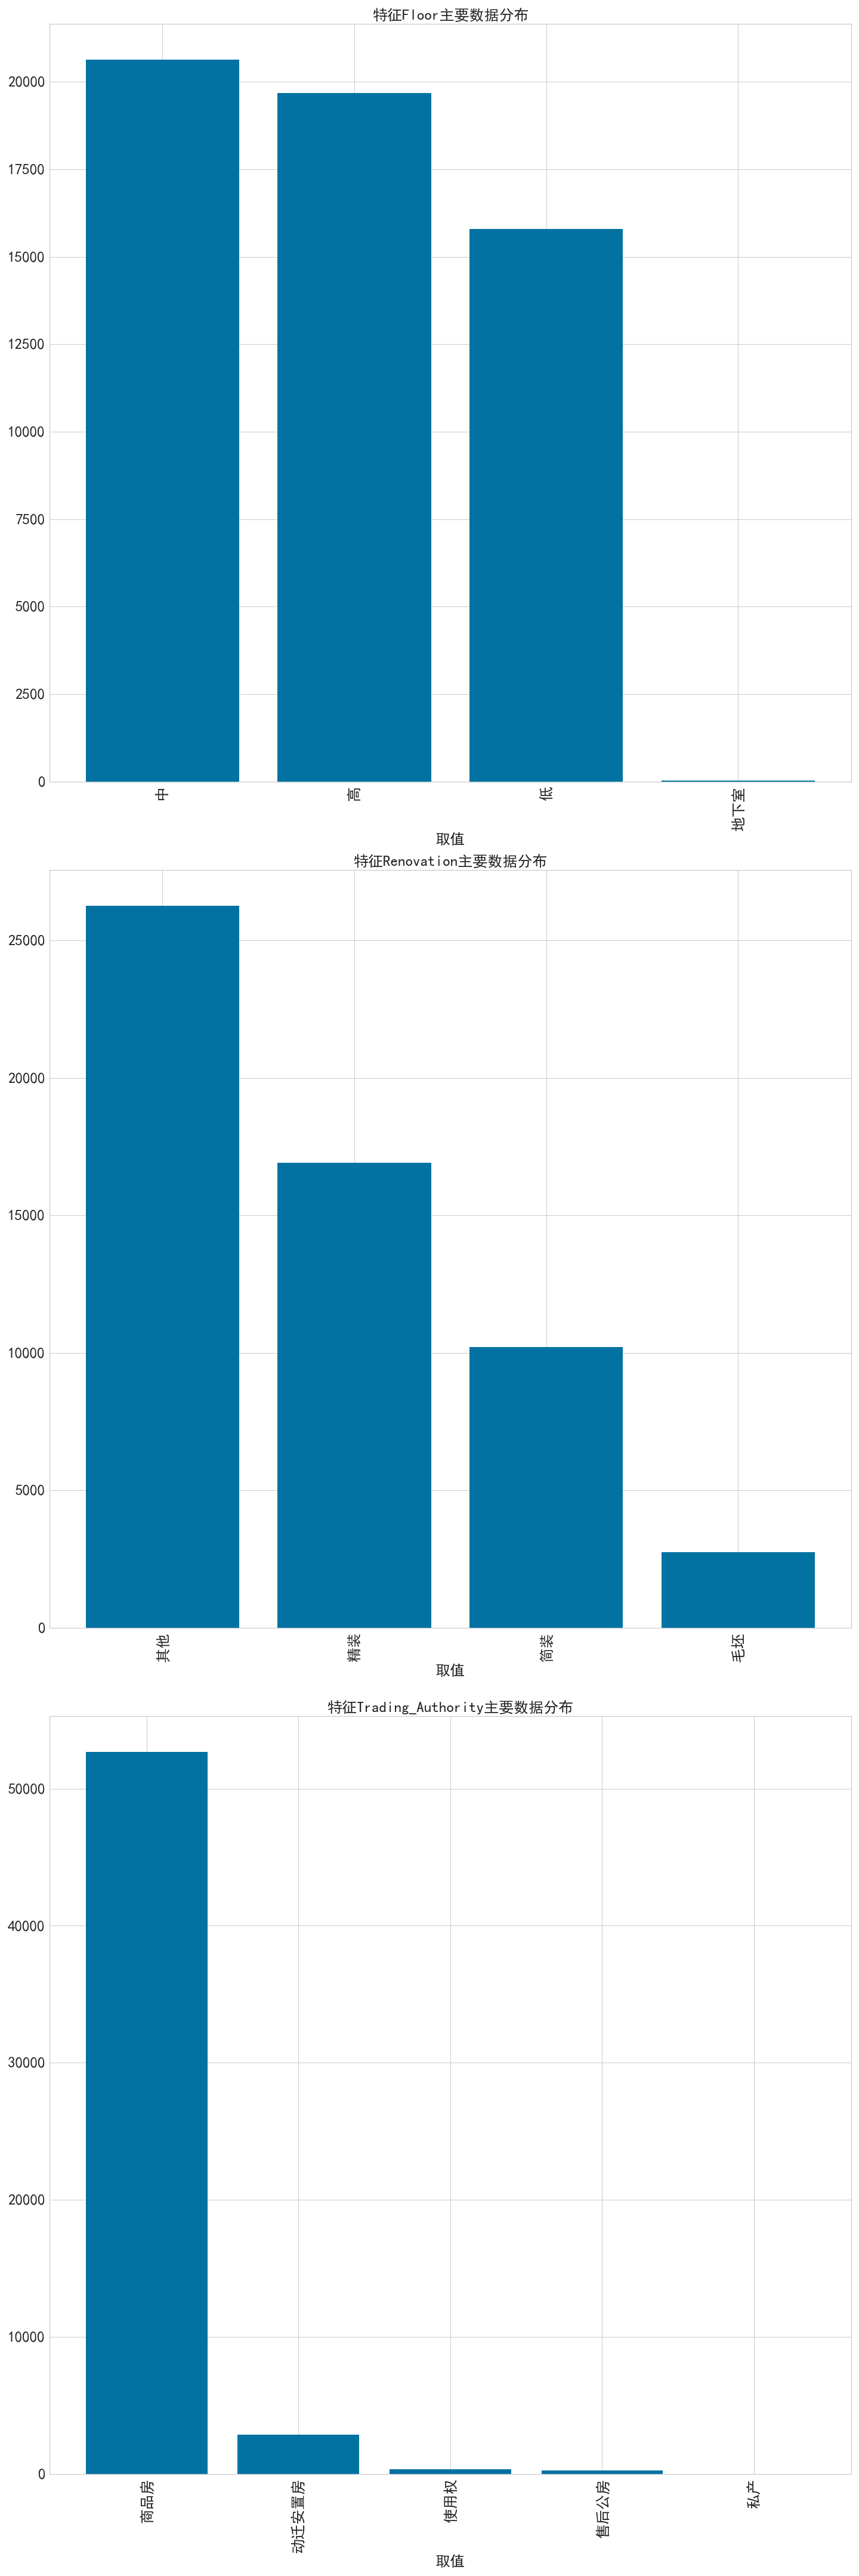 特征Floor主要数据分布
20000
17500
15000
12500
10000
7500
5000
2500
0
中
高
低
地下室
取值
特征Renovation主要数据分布
25000
20000
15000
10000
5000
0
其他
精装
简装
毛坯
取值
特征Trading_Authority主要数据分布
50000
40000
30000
20000
10000
0
商品房
动迁安置房
使用权
售后公房
私产
取值